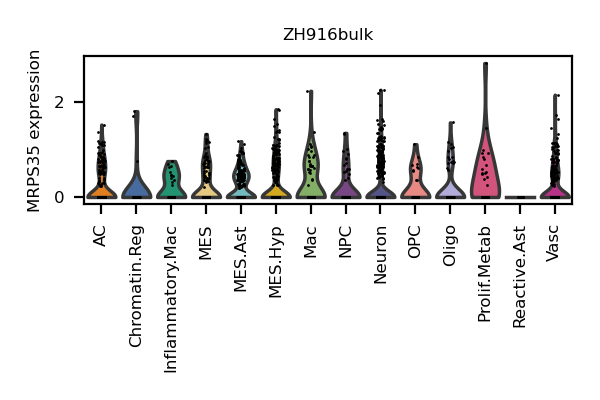 ZH916bulk
MRPS35 expression
2
0
AC
Chromatin.Reg
Inflammatory.Mac
MES
MES.Ast
MES.Hyp
Mac
NPC
Neuron
OPC
Oligo
Prolif.Metab
Reactive.Ast
Vasc